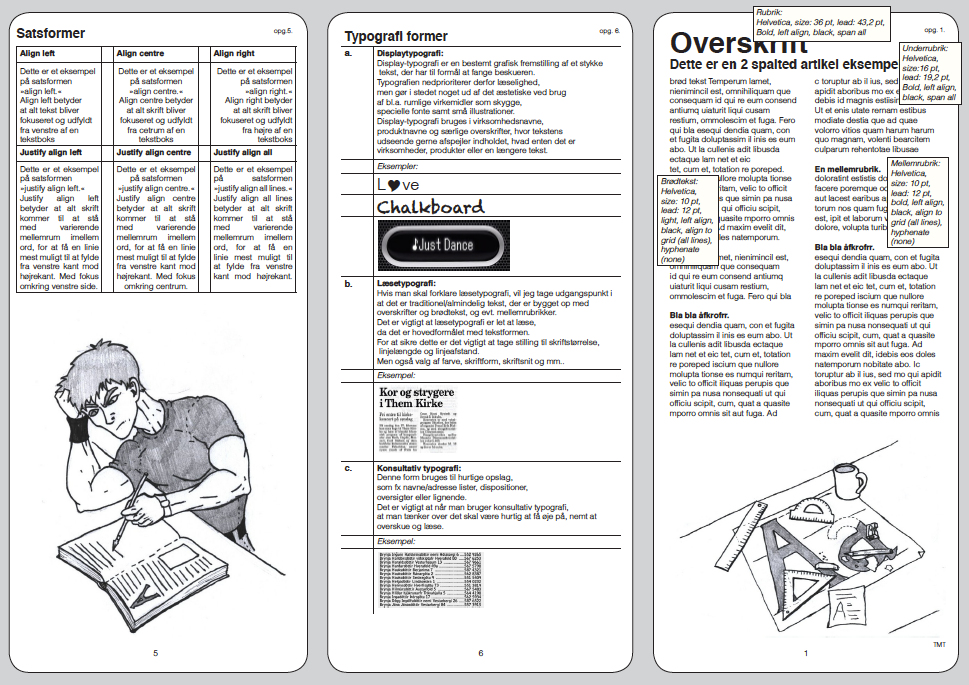 Satsformer
opg.5.
Align left
Align centre
Align right
Dette er et eksempel
på satsformen
»align left.«
Align left betyder
at alt tekst bliver
fokuseret og udfyldt
fra venstre af en
tekstboks
Dette er et eksempel
på satsformen
»align centre.«
Align centre betyder
at alt skrift bliver
fokuseret og udfyldt
fra cetrum af en
tekstboks
Dette er et eksempel
på satsformen
»align right.«
Align right betyder
at alt skrift bliver
fokuseret og udfyldt
fra højre af en
tekstboks
Justify align left
Justify align centre
Justify align all
Dette er et eksempel
på satsformen
»justify align left.«
Justify align left
betyder at alt skrift
kommer til at stå
med varierende
mellemrum imellem
ord, for at få en linie
mest muligt til at fylde
fra venstre kant mod
højrekant. Med fokus
omkring venstre side.
Dette er et eksempel
på satsformen
»justify align centre.«
Justify align centre
betyder at alt skrift
kommer til at stå
med varierende
mellemrum imellem
ord, for at få en linie
mest muligt til at fylde
fra venstre kant mod
højrekant. Med fokus
omkring centrum.
Dette er et eksempel
på satsformen
»justify align all lines.«
Justify align all lines
betyder at alt skrift
kommer til at stå
med varierende
mellemrum imellem
ord, for at få en
linie mest muligt til
at fylde fra venstre
kant mod højrekant.
5
Typografi former
opg. 6.
a.
Displaytypografi:
Display-typografi er en bestemt grafisk fremstilling af et stykke
tekst, der har til formål at fange beskueren.
Typografien nedprioriterer derfor læselighed,
men gør i stedet noget ud af det æstetiske ved brug
af bl.a. rumlige virkemidler som skygge,
specielle fonte samt små illustrationer.
Display-typografi bruges i virksomhedsnavne,
produktnavne og særlige overskrifter, hvor tekstens
udseende gerne afspejler indholdet, hvad enten det er
virksomheder, produkter eller en længere tekst.
Eksempler:
L♥ve
Chalkboard
♪Just Dance
b.
Læsetypografi:
Hvis man skal forklare læsetypografi, vil jeg tage udgangspunkt i
at det er traditionel/almindelig tekst, der er bygget op med
overskrifter og brødtekst, og evt. mellemrubrikker.
Det er vigtigt at læsetypografi er let at læse,
da det er hovedformålet med tekstformen.
For at sikre dette er det vigtigt at tage stilling til skriftstørrelse,
linjelængde og linjeafstand.
Men også valg af farve, skriftform, skriftsnit og mm..
Eksempel:
Kor og strygere
i Them Kirke
c.
Konsultativ typografi:
Denne form bruges til hurtige opslag,
som fx navne/adresse lister, dispositioner,
oversigter eller lignende.
Det er vigtigt at når man bruger konsultativ typografi,
at man tænker over det skal være hurtig at få øje på, nemt at
overskue og læse.
Eksempel:
6
Rubrik:
Helvetica, size: 36 pt, lead: 43,2 pt,
Bold, left align, black, span all
opg. 1.
Overskrift
Dette er en 2 spalted artikel eksempe
Underrubrik:
Helvetica,
size:16 pt,
lead: 19,2 pt,
Bold, left align,
black, span all
brød tekst Temperum lamet,
nienimincil est, omnihiliquam que
consequam id qui re eum consend
antiumq uiaturit liqui cusam
restium, ommolescim et fuga. Fero
qui bla esequi dendia quam, con
et fugita doluptassim il inis es eum
abo. Ut la cullenis adit libusda
ectaque lam net et eic
tet, cum et, totation re poreped.
ullore molupta tionse
ritam, velic to officit
s que simin pa nusa
qui officiu scipit,
quasite mporro omnis
d maxim evelit dit,
les natemporum.
Brødtekst:
Helvetica,
size: 10 pt,
lead: 12 pt,
light, left align,
black, align to
grid (all lines),
hyphenate
(none)
met, nienimincil est,
omnihiliquam que consequam
id qui re eum consend antiumq
uiaturit liqui cusam restium,
ommolescim et fuga. Fero qui bla
Bla bla åfkrofrr.
esequi dendia quam, con et fugita
doluptassim il inis es eum abo. Ut
la cullenis adit libusda ectaque
lam net et eic tet, cum et, totation
re poreped iscium que nullore
molupta tionse es numqui reritam,
velic to officit iliquas perupis que
simin pa nusa nonsequati ut qui
officiu scipit, cum, quat a quasite
mporro omnis sit aut fuga. Ad
c toruptur ab il ius, sed
apidit aboribus mo ex e
debis id magnis estiisin
Ut et enis utate rernam estibus
modiate destia que ad quae
volorro vitios quam harum harum
quo magnam, volenti bearcitem
culparum rehentotae libusae
En mellemrubrik.
doloratint estistis do
facere poremque oc
aut lacest earibus a
torum nos quam fug
est, ipit et laborum v
dolore, volupta turib
Mellemrubrik:
Helvetica,
size: 10 pt,
lead: 12 pt,
bold, left align,
black, align to
grid (all lines),
hyphenate
(none)
Bla bla åfkrofrr.
esequi dendia quam, con et fugita
doluptassim il inis es eum abo. Ut
la cullenis adit libusda ectaque
lam net et eic tet, cum et, totation
re poreped iscium que nullore
molupta tionse es numqui reritam,
velic to officit iliquas perupis que
simin pa nusa nonsequati ut qui
officiu scipit, cum, quat a quasite
mporro omnis sit aut fuga. Ad
maxim evelit dit, idebis eos doles
natemporum nobitate abo. Ic
toruptur ab il ius, sed mo qui apidit
aboribus mo ex velic to officit
iliquas perupis que simin pa nusa
nonsequati ut qui officiu scipit,
cum, quat a quasite mporro omnis
A
TMT
1